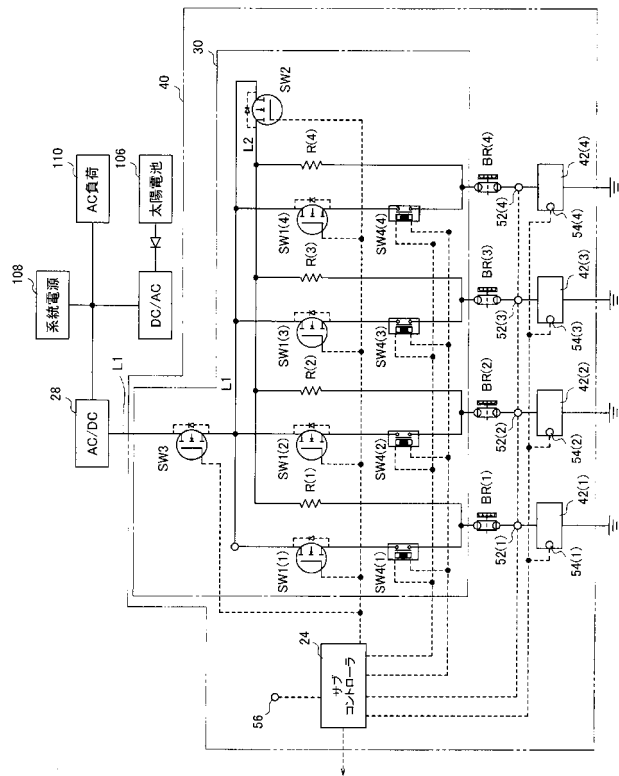 40
30
110
AC負荷
106
太陽電池
108
系統電源
DC/AC
28
AC/DC
L1
SW3
L1
L2
SW2
R(1)
R(2)
R(3)
R(4)
SW1(1)
SW1(2)
SW1(3)
SW1(4)
SW4(1)
SW4(2)
SW4(3)
SW4(4)
BR(1)
BR(2)
BR(3)
BR(4)
52(1)
52(2)
52(3)
52(4)
42(1)
42(2)
42(3)
42(4)
54(1)
54(2)
54(3)
54(4)
24
サブ
コントローラ
56